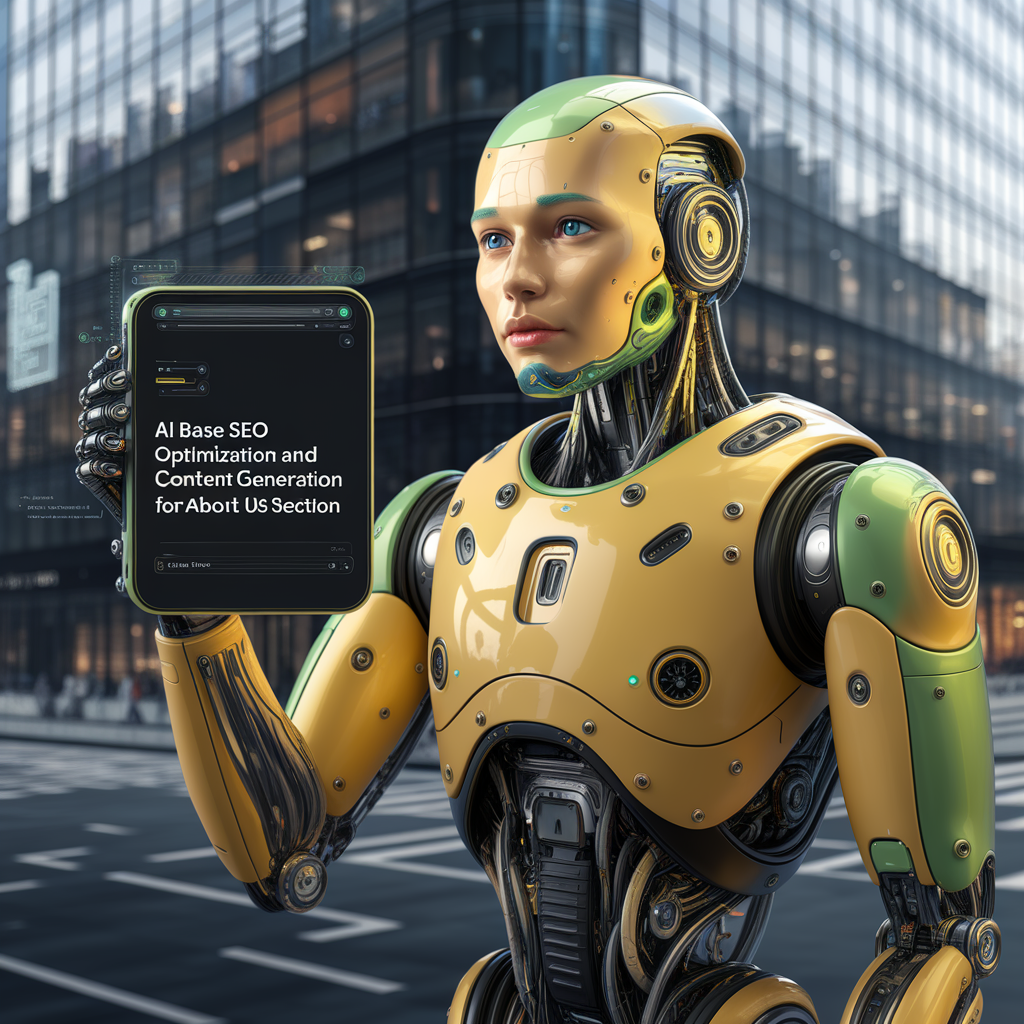 AI Base SEO
Optimization and
Content Generation
for Abort US Section